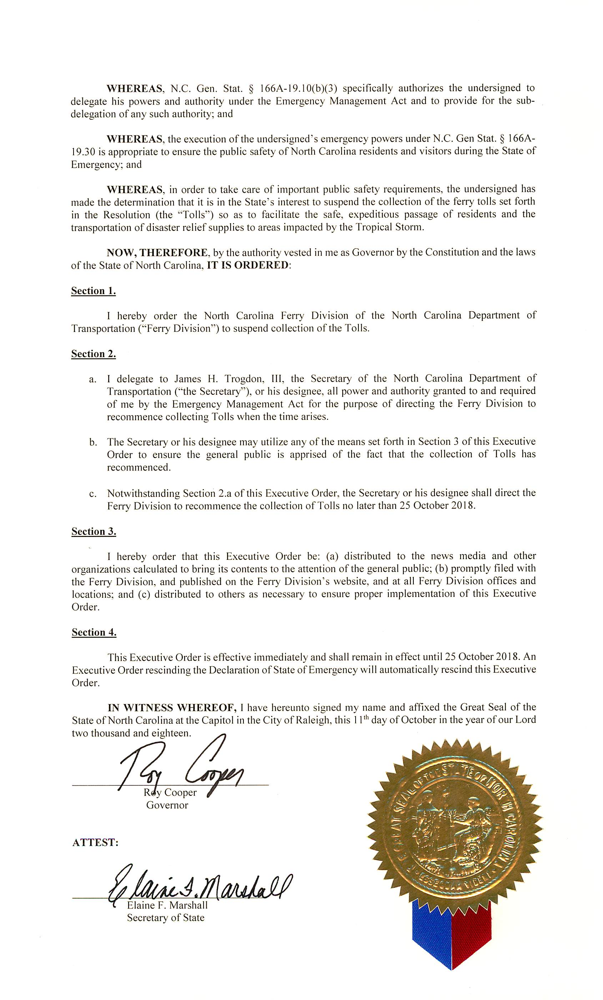 WHEREAS, N.C. Gen. Stat. § 166A-19.10(b)(3) specifically authorizes the undersigned to
delegate his powers and authority under the Emergency Management Act and to provide for the sub-
delegation of any such authority; and
WHEREAS, the execution of the undersigned's emergency powers under N.C. Gen Stat. § 166A-
19.30 is appropriate to ensure the public safety of North Carolina residents and visitors during the State of
Emergency; and
WHEREAS, in order to take care of important public safety requirements, the undersigned has
made the determination that it is in the State's interest to suspend the collection of the ferry tolls set forth
in the Resolution (the “Tolls”) so as to facilitate the safe, expeditious passage of residents and the
transportation of disaster relief supplies to areas impacted by the Tropical Storm.
NOW, THEREFORE, by the authority vested in me as Governor by the Constitution and the laws
of the State of North Carolina, IT IS ORDERED:
Section 1.
I hereby order the North Carolina Ferry Division of the North Carolina Department of
Transportation (“Ferry Division”) to suspend collection of the Tolls.
Section 2.
a. I delegate to James H. Trogdon, III, the Secretary of the North Carolina Department of
Transportation (“the Secretary”), or his designee, all power and authority granted to and required
of me by the Emergency Management Act for the purpose of directing the Ferry Division to
recommence collecting Tolls when the time arises.
b. The Secretary or his designee may utilize any of the means set forth in Section 3 of this Executive
Order to ensure the general public is apprised of the fact that the collection of Tolls has
recommenced.
c. Notwithstanding Section 2.a of this Executive Order, the Secretary or his designee shall direct the
Ferry Division to recommence the collection of Tolls no later than 25 October 2018.
Section 3.
I hereby order that this Executive Order be: (a) distributed to the news media and other
organizations calculated to bring its contents to the attention of the general public; (b) promptly filed with
the Ferry Division, and published on the Ferry Division's website, and at all Ferry Division offices and
locations; and (c) distributed to others as necessary to ensure proper implementation of this Executive
Order.
Section 4.
This Executive Order is effective immediately and shall remain in effect until 25 October 2018. An
Executive Order rescinding the Declaration of State of Emergency will automatically rescind this Executive
Order.
IN WITNESS WHEREOF, I have hereunto signed my name and affixed the Great Seal of the
State of North Carolina at the Capitol in the City of Raleigh, this 11th day of October in the year of our Lord
two thousand and eighteen.
Roy Cooper
Roy Cooper
Governor
ATTEST:
Elaine F. Marshall
Elaine F. Marshall
Secretary of State
GREAT SEAL OF THE STATE OF NORTH CAROLINA
ESSE QUAM VIDERI